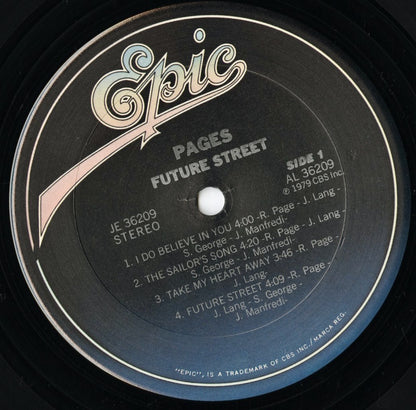 Epic
PAGES
FUTURE STREET
JE 36209
STEREO
SIDE 1
AL 36209
℗ 1979 CBS Inc.
1. I DO BELIEVE IN YOU 4:00 -R. Page - J. Lang -
S. George - J. Manfredi-
2. THE SAILOR'S SONG 4:20 -R. Page - J. Lang -
S. George - J. Manfredi-
3. TAKE MY HEART AWAY 3:46 -R. Page -
J. Lang-
4. FUTURE STREET 4:09 -R. Page -
J. Lang - S. George -
J. Manfredi-
"EPIC", IS A TRADEMARK OF CBS INC./MARCA REG.